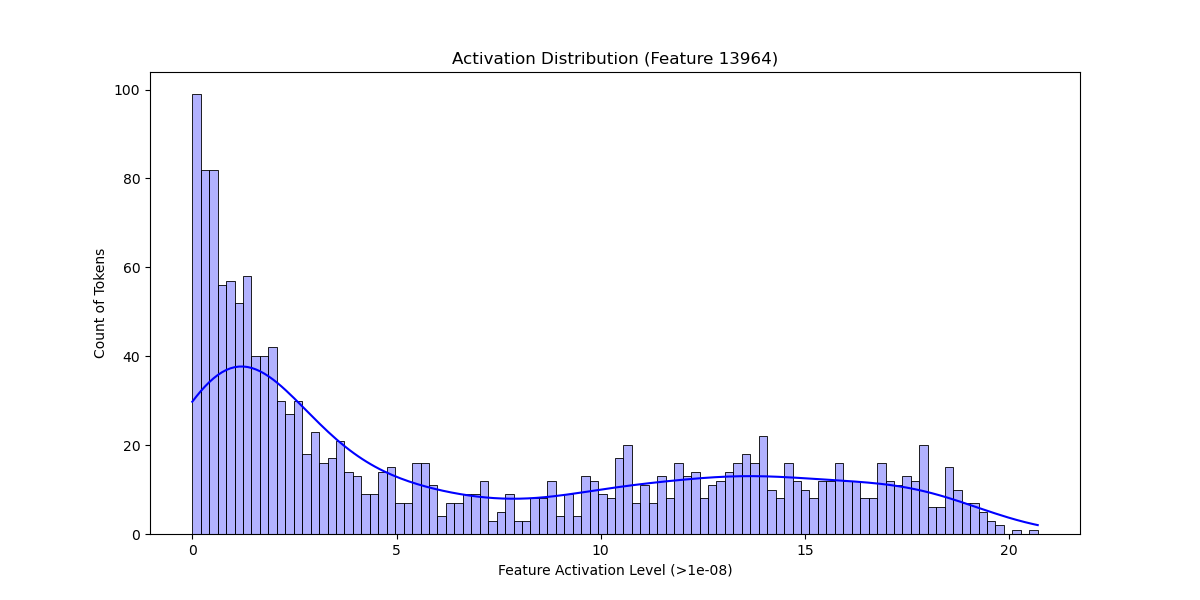 Activation Distribution (Feature 13964)
100
80
60
40
20
0
Count of Tokens
0 5 10 15 20
Feature Activation Level (>1e-08)